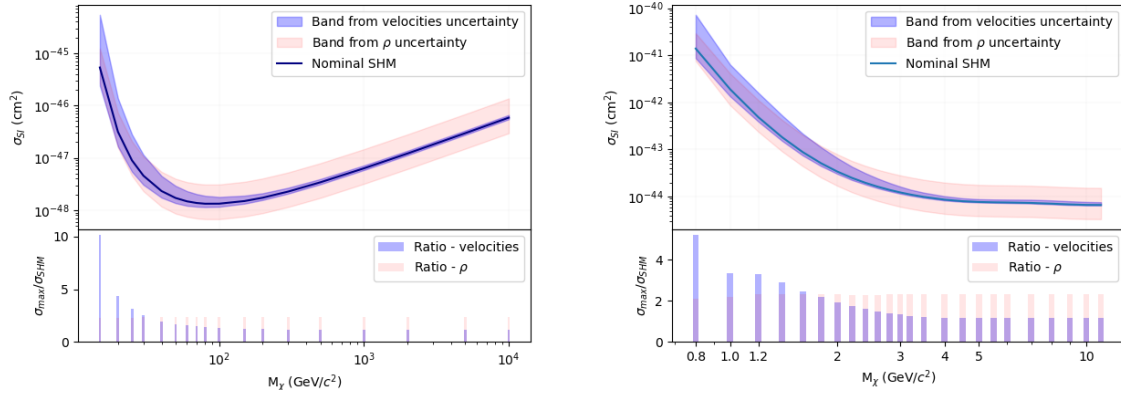 σSI (cm²)
10⁻⁴⁵
10⁻⁴⁶
10⁻⁴⁷
10⁻⁴⁸
Band from velocities uncertainty
Band from ρ uncertainty
Nominal SHM
σmax/σSHM
10
5
0
Ratio - velocities
Ratio - ρ
10²
10³
10⁴
Mχ (GeV/c²)
σSI (cm²)
10⁻⁴⁰
10⁻⁴¹
10⁻⁴²
10⁻⁴³
10⁻⁴⁴
Band from velocities uncertainty
Band from ρ uncertainty
Nominal SHM
σmax/σSHM
4
2
0
Ratio - velocities
Ratio - ρ
0.8 1.0 1.2 2 3 4 5 10
Mχ (GeV/c²)